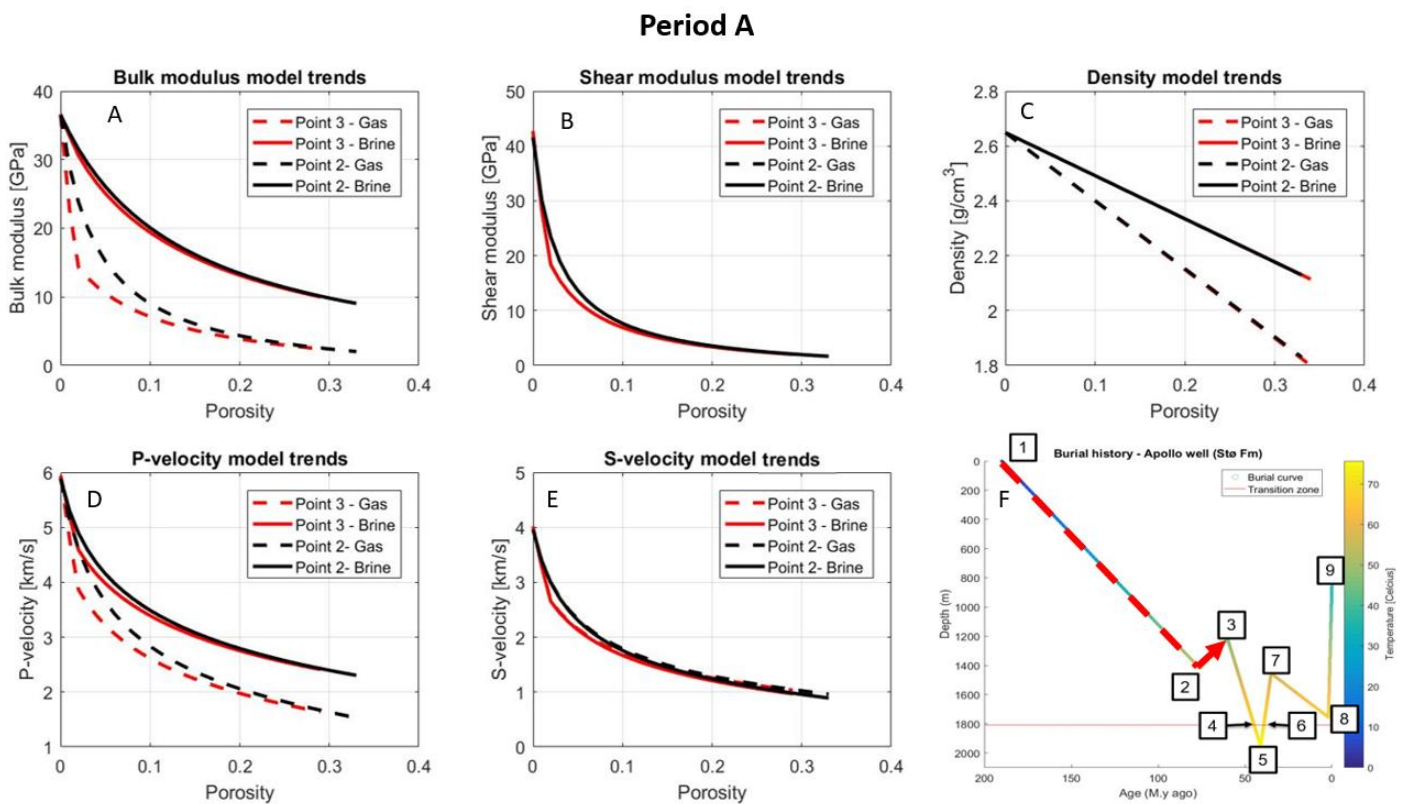 Period A
Bulk modulus model trends
A
Point 3 - Gas
Point 3 - Brine
Point 2- Gas
Point 2- Brine
Bulk modulus [GPa]
40
30
20
10
0
0 0.1 0.2 0.3 0.4
Porosity
Shear modulus model trends
B
Point 3 - Gas
Point 3 - Brine
Point 2- Gas
Point 2- Brine
Shear modulus [GPa]
50
40
30
20
10
0
0 0.1 0.2 0.3 0.4
Porosity
Density model trends
C
Point 3 - Gas
Point 3 - Brine
Point 2- Gas
Point 2- Brine
Density [g/cm3]
2.8
2.6
2.4
2.2
2
1.8
0 0.1 0.2 0.3 0.4
Porosity
P-velocity model trends
D
Point 3 - Gas
Point 3 - Brine
Point 2- Gas
Point 2- Brine
P-velocity [km/s]
6
5
4
3
2
1
0 0.1 0.2 0.3 0.4
Porosity
S-velocity model trends
E
Point 3 - Gas
Point 3 - Brine
Point 2- Gas
Point 2- Brine
S-velocity [km/s]
4
3
2
1
0
0 0.1 0.2 0.3 0.4
Porosity
Burial history - Apollo well (Stø Fm)
F
Burial curve
Transition zone
Depth (m)
0
200
400
600
800
1000
1200
1400
1600
1800
2000
200 150 100 50 0
Age (M.y ago)
1
2
3
4
5
6
7
8
9
70
60
50
40
30
20
10
0
Temperature [Celcius]